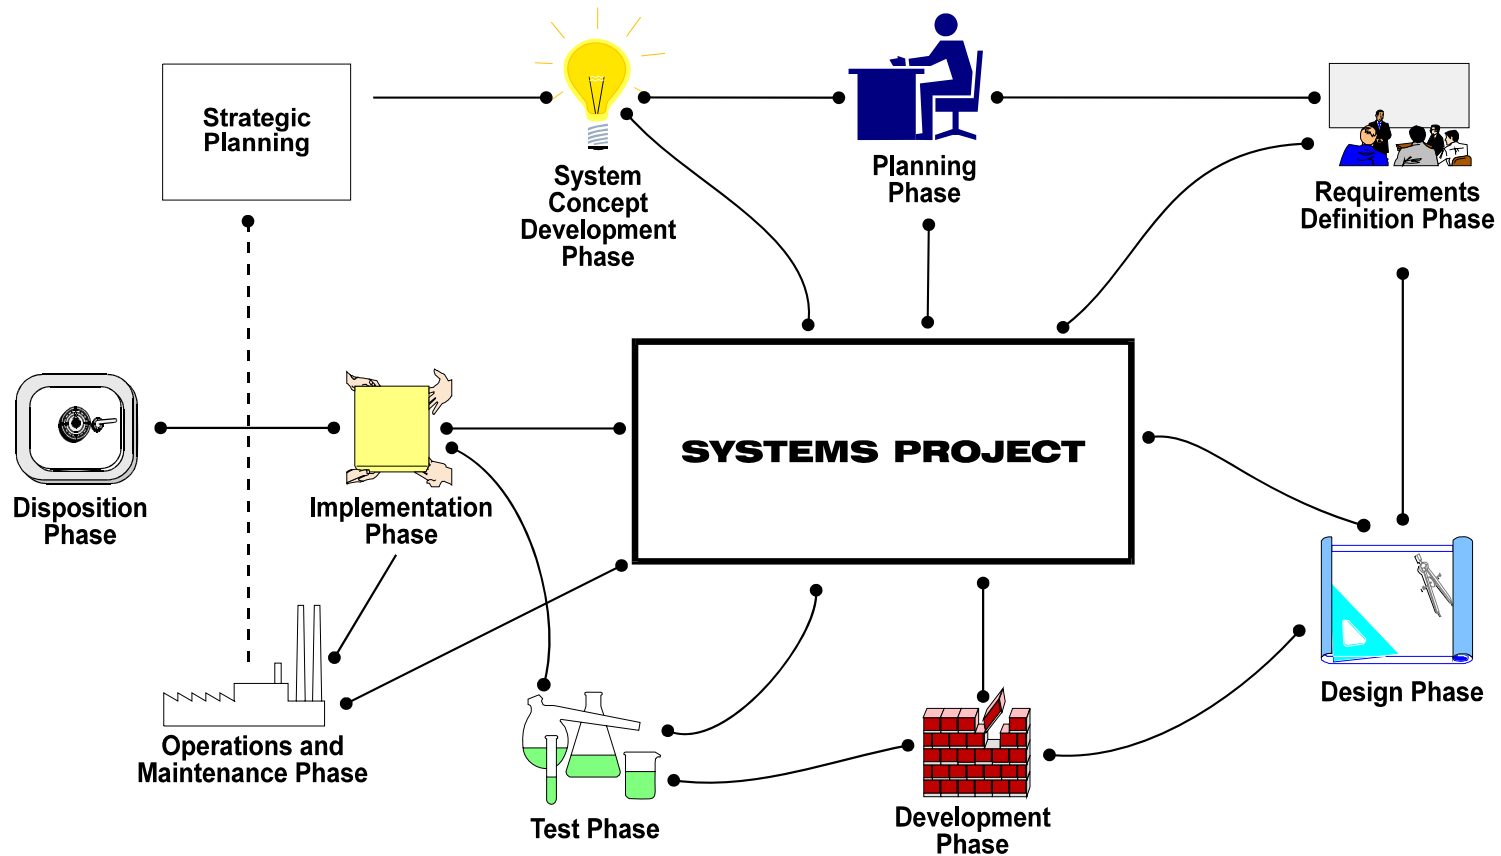 Strategic
Planning
System
Concept
Development
Phase
Planning
Phase
Requirements
Definition Phase
SYSTEMS PROJECT
Disposition
Phase
Implementation
Phase
Design Phase
Operations and
Maintenance Phase
Test Phase
Development
Phase